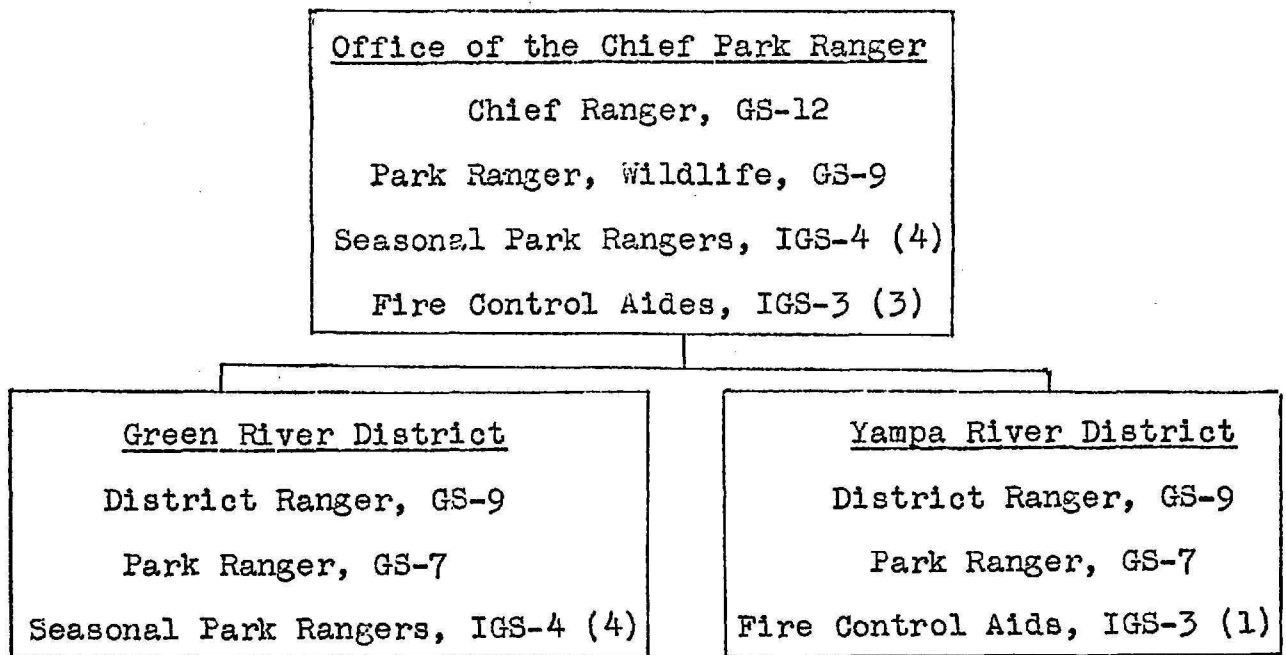 Office of the Chief Park Ranger
Chief Ranger, GS-12
Park Ranger, Wildlife, GS-9
Seasonal Park Rangers, IGS-4 (4)
Fire Control Aides, IGS-3 (3)
Green River District
District Ranger, GS-9
Park Ranger, GS-7
Seasonal Park Rangers, IGS-4 (4)
Yampa River District
District Ranger, GS-9
Park Ranger, GS-7
Fire Control Aids, IGS-3 (1)